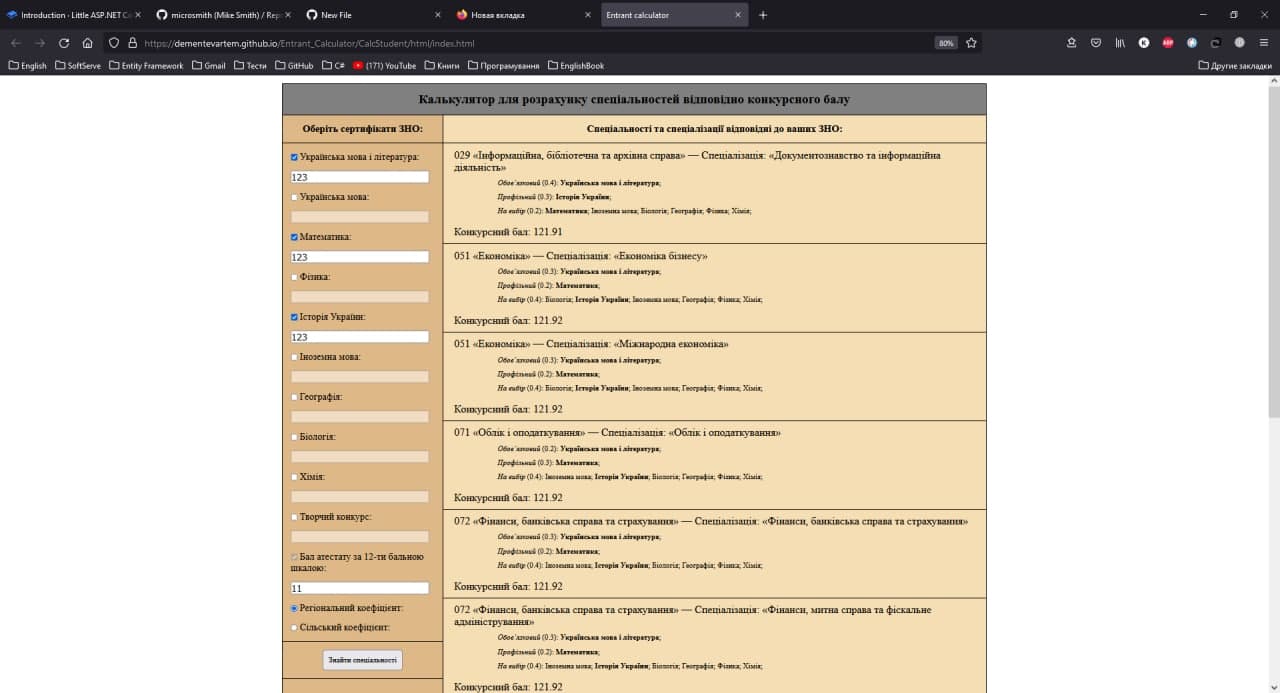 Introduction - Little ASP.NET Co
microsmith (Mike Smith) / Rep
New File
Новая вкладка
Entrant calculator
https://dementevartem.github.io/Entrant_Calculator/CalcStudent/html/index.html
80%
English
SoftServe
Entity Framework
Gmail
Тести
GitHub
C#
(171) YouTube
Книги
Програмування
EnglishBook
Другие закладки
Калькулятор для розрахунку спеціальностей відповідно конкурсного балу
Оберіть сертифікати ЗНО:
Українська мова і література:
123
Українська мова:
Математика:
123
Фізика:
Історія України:
123
Іноземна мова:
Географія:
Біологія:
Хімія:
Творчий конкурс:
Бал атестату за 12-ти бальною
шкалою:
11
Регіональний коефіцієнт:
Сільський коефіцієнт:
Знайти спеціальності
Спеціальності та спеціалізації відповідні до ваших ЗНО:
029 «Інформаційна, бібліотечна та архівна справа» — Спеціалізація: «Документознавство та інформаційна
діяльність»
Обов'язковий (0.4): Українська мова і література;
Профільний (0.3): Історія України;
На вибір (0.2): Математика; Іноземна мова; Біологія; Географія; Фізика; Хімія;
Конкурсний бал: 121.91
051 «Економіка» — Спеціалізація: «Економіка бізнесу»
Обов'язковий (0.3): Українська мова і література;
Профільний (0.2): Математика;
На вибір (0.4): Біологія; Історія України; Іноземна мова; Географія; Фізика; Хімія;
Конкурсний бал: 121.92
051 «Економіка» — Спеціалізація: «Міжнародна економіка»
Обов'язковий (0.3): Українська мова і література;
Профільний (0.2): Математика;
На вибір (0.4): Біологія; Історія України; Іноземна мова; Географія; Фізика; Хімія;
Конкурсний бал: 121.92
071 «Облік і оподаткування» — Спеціалізація: «Облік і оподаткування»
Обов'язковий (0.2): Українська мова і література;
Профільний (0.3): Математика;
На вибір (0.4): Іноземна мова; Історія України; Біологія; Географія; Фізика; Хімія;
Конкурсний бал: 121.92
072 «Фінанси, банківська справа та страхування» — Спеціалізація: «Фінанси, банківська справа та страхування»
Обов'язковий (0.3): Українська мова і література;
Профільний (0.2): Математика;
На вибір (0.4): Іноземна мова; Історія України; Біологія; Географія; Фізика; Хімія;
Конкурсний бал: 121.92
072 «Фінанси, банківська справа та страхування» — Спеціалізація: «Фінанси, митна справа та фіскальне
адміністрування»
Обов'язковий (0.3): Українська мова і література;
Профільний (0.2): Математика;
На вибір (0.4): Іноземна мова; Історія України; Біологія; Географія; Фізика; Хімія;
Конкурсний бал: 121.92